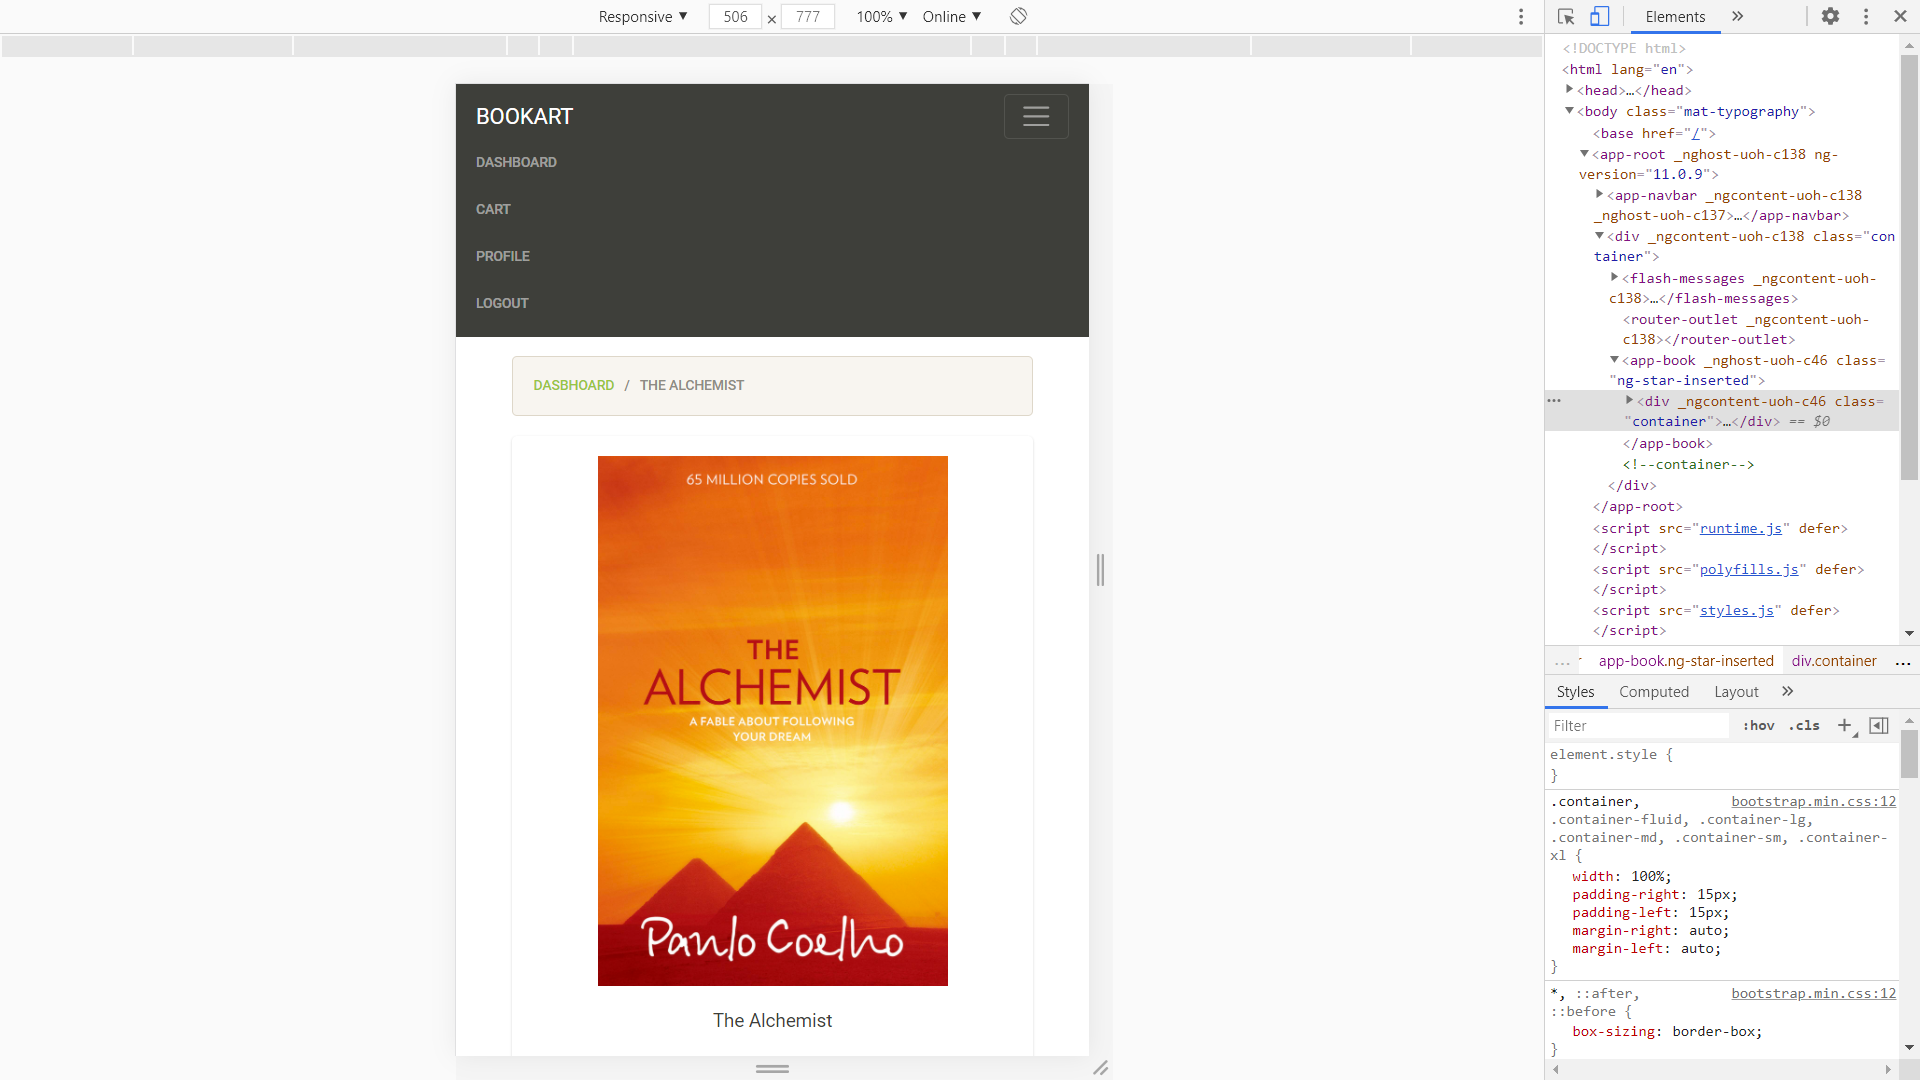 Responsive ▼ 506 × 777 100% ▼ Online ▼
BOOKART
DASHBOARD
CART
PROFILE
LOGOUT
DASBHOARD / THE ALCHEMIST
65 MILLION COPIES SOLD
THE
ALCHEMIST
A FABLE ABOUT FOLLOWING
YOUR DREAM
Paulo Coelho
The Alchemist
Elements »
<!DOCTYPE html>
<html lang="en">
▶<head>…</head>
▼<body class="mat-typography">
<base href="/">
▼<app-root _nghost-uoh-c138 ng-
version="11.0.9">
▶<app-navbar _ngcontent-uoh-c138
_nghost-uoh-c137>…</app-navbar>
▼<div _ngcontent-uoh-c138 class="con
tainer">
▶<flash-messages _ngcontent-uoh-
c138>…</flash-messages>
<router-outlet _ngcontent-uoh-
c138></router-outlet>
▼<app-book _nghost-uoh-c46 class=
"ng-star-inserted">
… ▶<div _ngcontent-uoh-c46 class=
"container">…</div> == $0
</app-book>
<!--container-->
</div>
</app-root>
<script src="runtime.js" defer>
</script>
<script src="polyfills.js" defer>
</script>
<script src="styles.js" defer>
</script>
… app-book.ng-star-inserted div.container …
Styles Computed Layout »
Filter :hov .cls +
element.style {
}
.container, bootstrap.min.css:12
.container-fluid, .container-lg,
.container-md, .container-sm, .container-
xl {
width: 100%;
padding-right: 15px;
padding-left: 15px;
margin-right: auto;
margin-left: auto;
}
*, ::after, bootstrap.min.css:12
::before {
box-sizing: border-box;
}